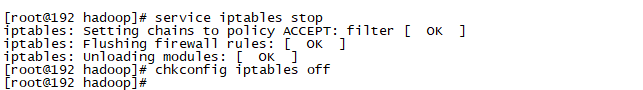 [root@192 hadoop]# service iptables stop
iptables: Setting chains to policy ACCEPT: filter [  OK  ]
iptables: Flushing firewall rules: [  OK  ]
iptables: Unloading modules: [  OK  ]
[root@192 hadoop]# chkconfig iptables off
[root@192 hadoop]#